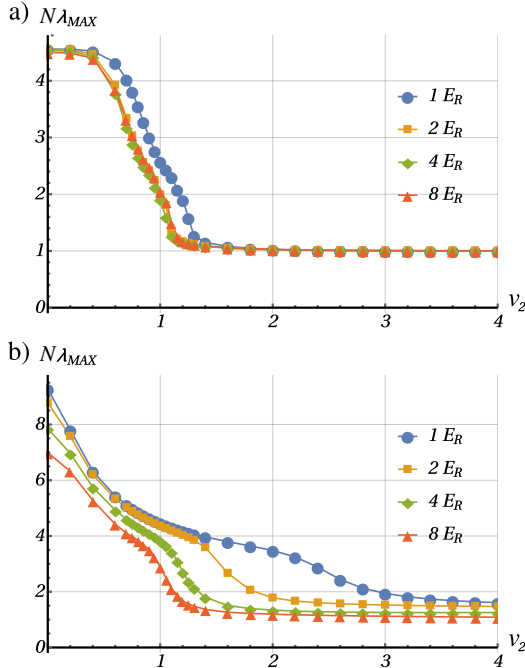 a) NλMAX
4
3
2
1
0
1 2 3 4
v2
1 ER
2 ER
4 ER
8 ER
b) NλMAX
8
6
4
2
0
1 2 3 4
v2
1 ER
2 ER
4 ER
8 ER